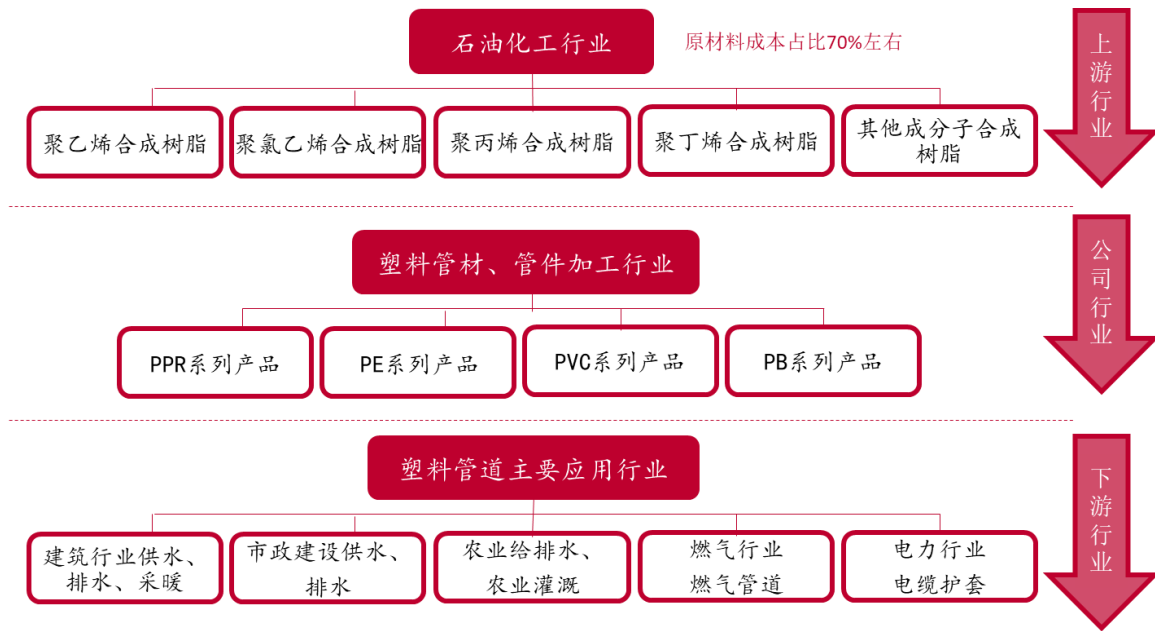 石油化工行业
原材料成本占比70%左右
上游行业
聚乙烯合成树脂
聚氯乙烯合成树脂
聚丙烯合成树脂
聚丁烯合成树脂
其他成分子合成
树脂
塑料管材、管件加工行业
公司行业
PPR系列产品
PE系列产品
PVC系列产品
PB系列产品
塑料管道主要应用行业
下游行业
建筑行业供水、
排水、采暖
市政建设供水、
排水
农业给排水、
农业灌溉
燃气行业
燃气管道
电力行业
电缆护套